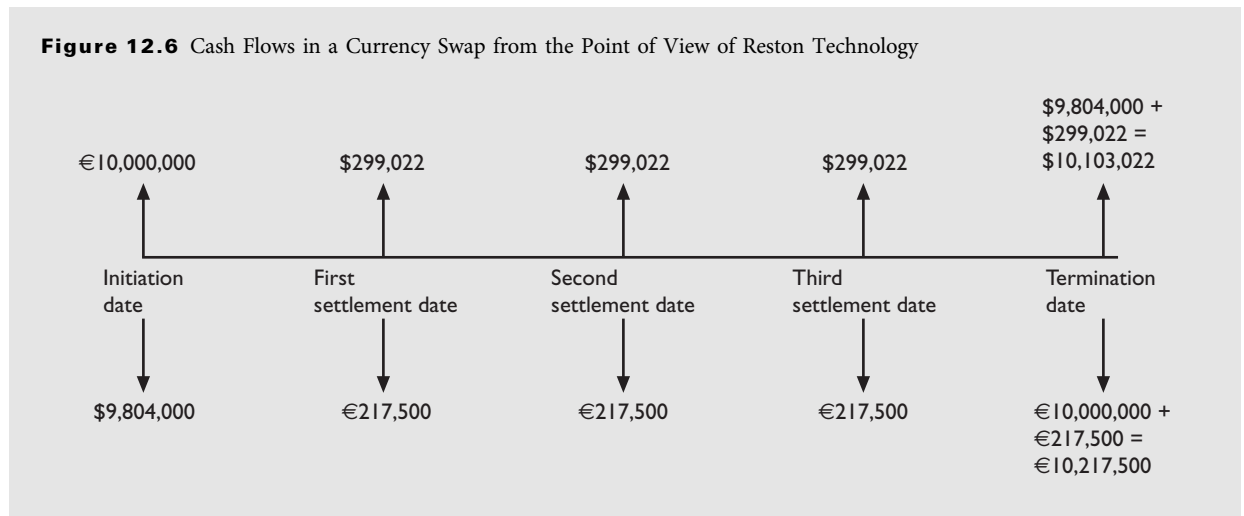 Figure 12.6 Cash Flows in a Currency Swap from the Point of View of Reston Technology
€10,000,000
$299,022
$299,022
$299,022
$9,804,000 +
$299,022 =
$10,103,022
Initiation
date
First
settlement date
Second
settlement date
Third
settlement date
Termination
date
$9,804,000
€217,500
€217,500
€217,500
€10,000,000 +
€217,500 =
€10,217,500